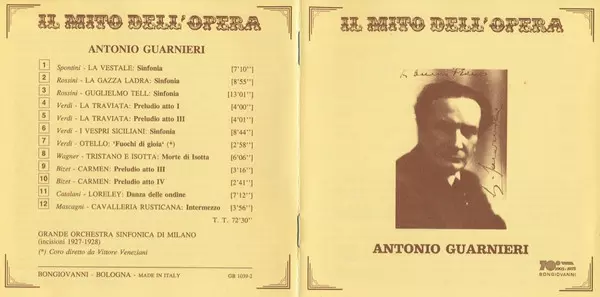 IL MITO DELL'OPERA
ANTONIO GUARNIERI
1 Spontini - LA VESTALE: Sinfonia [7'10"]
2 Rossini - LA GAZZA LADRA: Sinfonia [8'55"]
3 Rossini - GUGLIELMO TELL: Sinfonia [13'01"]
4 Verdi - LA TRAVIATA: Preludio atto I [4'00"]
5 Verdi - LA TRAVIATA: Preludio atto III [4'01"]
6 Verdi - I VESPRI SICILIANI: Sinfonia [8'44"]
7 Verdi - OTELLO: 'Fuochi di gioia' (*) [2'58"]
8 Wagner - TRISTANO E ISOTTA: Morte di Isotta [6'06"]
9 Bizet - CARMEN: Preludio atto III [3'16"]
10 Bizet - CARMEN: Preludio atto IV [2'41"]
11 Catalani - LORELEY: Danza delle ondine [7'12"]
12 Mascagni - CAVALLERIA RUSTICANA: Intermezzo [3'56"]
T. T. 72'30"
GRANDE ORCHESTRA SINFONICA DI MILANO
(incisioni 1927-1928)
(*) Coro diretto da Vittore Veneziani
BONGIOVANNI - BOLOGNA - MADE IN ITALY GB 1039-2
IL MITO DELL'OPERA
ANTONIO GUARNIERI
70°
BONGIOVANNI